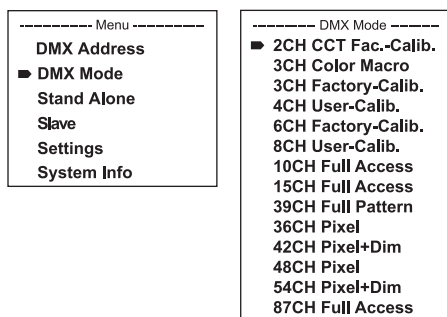 ---------- Menu ----------
DMX Address
DMX Mode
Stand Alone
Slave
Settings
System Info
---------- DMX Mode ----------
2CH CCT Fac.-Calib.
3CH Color Macro
3CH Factory-Calib.
4CH User-Calib.
6CH Factory-Calib.
8CH User-Calib.
10CH Full Access
15CH Full Access
39CH Full Pattern
36CH Pixel
42CH Pixel+Dim
48CH Pixel
54CH Pixel+Dim
87CH Full Access